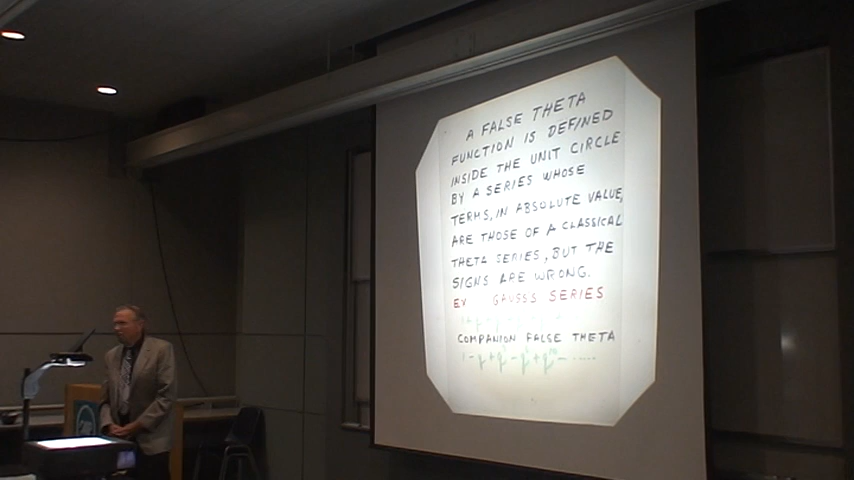 A FALSE THETA
FUNCTION IS DEFINED
INSIDE THE UNIT CIRCLE
BY A SERIES WHOSE
TERMS, IN ABSOLUTE VALUE,
ARE THOSE OF A CLASSICAL
THETA SERIES, BUT THE
SIGNS ARE WRONG.
EX GAUSS'S SERIES
COMPANION FALSE THETA